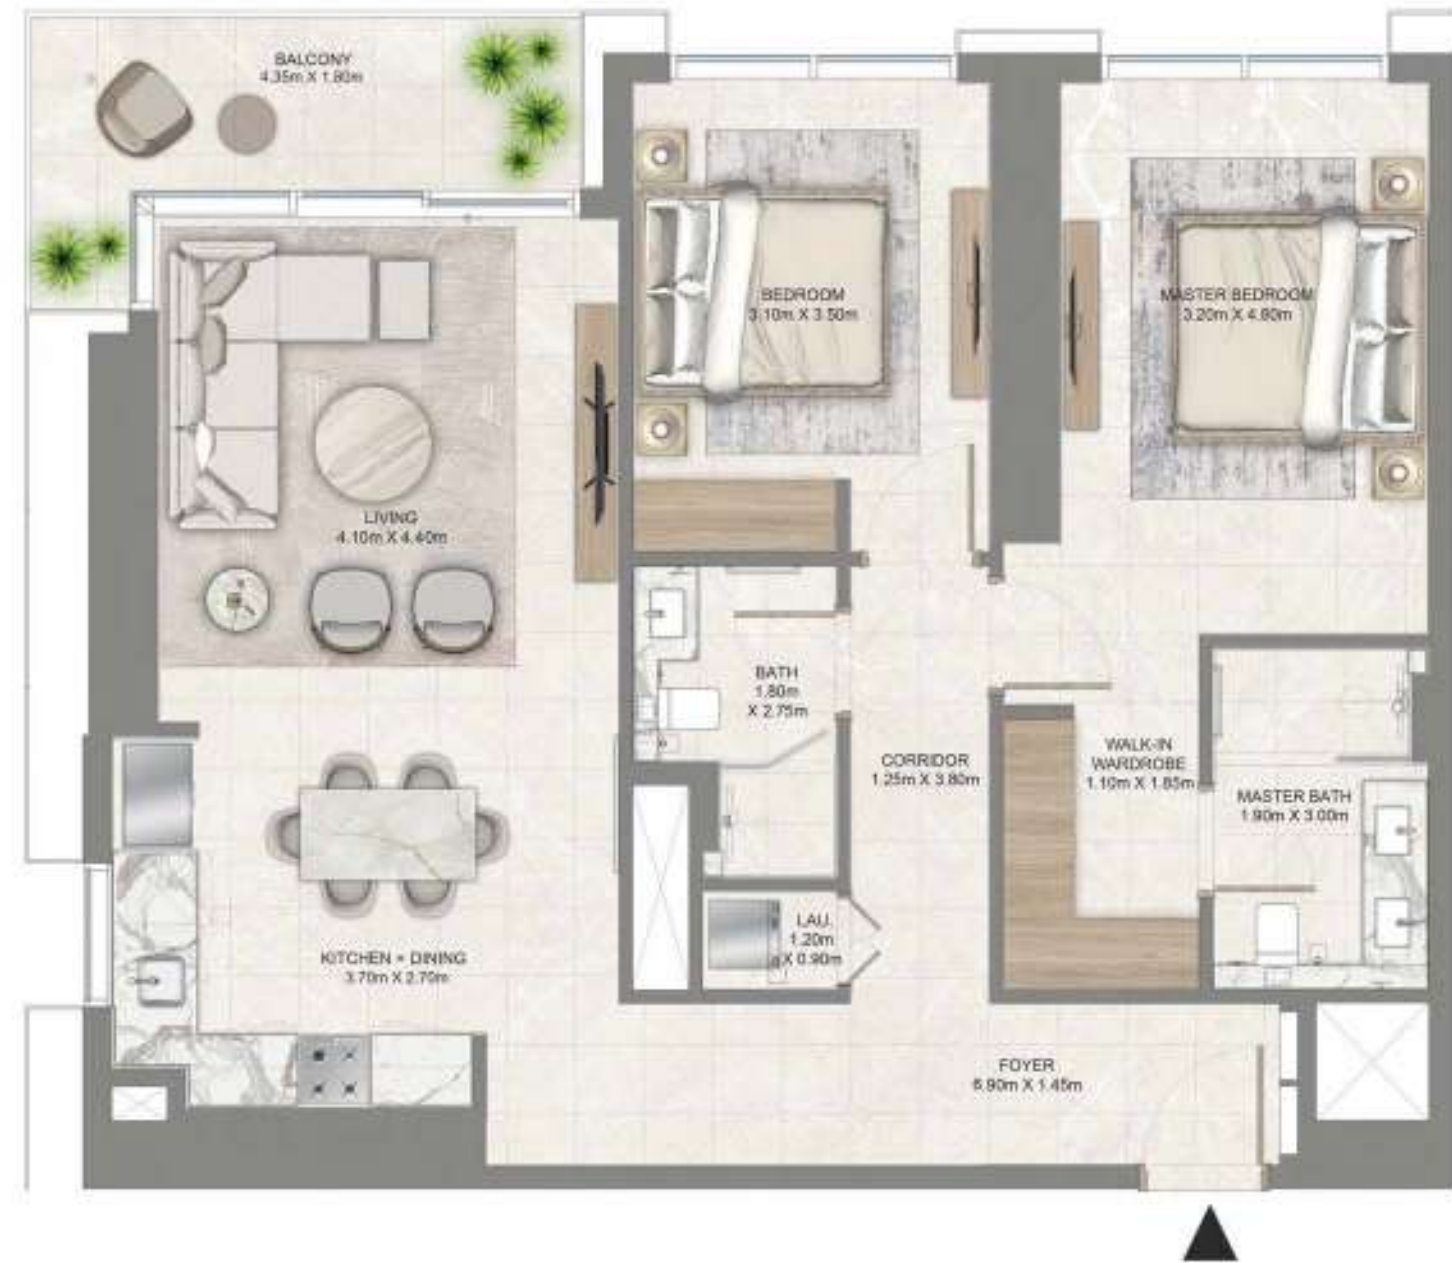 BALCONY
4.35m X 1.80m
BEDROOM
3.10m X 3.50m
MASTER BEDROOM
3.20m X 4.80m
LIVING
4.10m X 4.40m
BATH
1.80m
X 2.75m
CORRIDOR
1.25m X 3.80m
WALK-IN
WARDROBE
1.10m X 1.85m
MASTER BATH
1.90m X 3.00m
LAU.
1.20m
X 0.90m
KITCHEN + DINING
3.70m X 2.70m
FOYER
6.90m X 1.45m